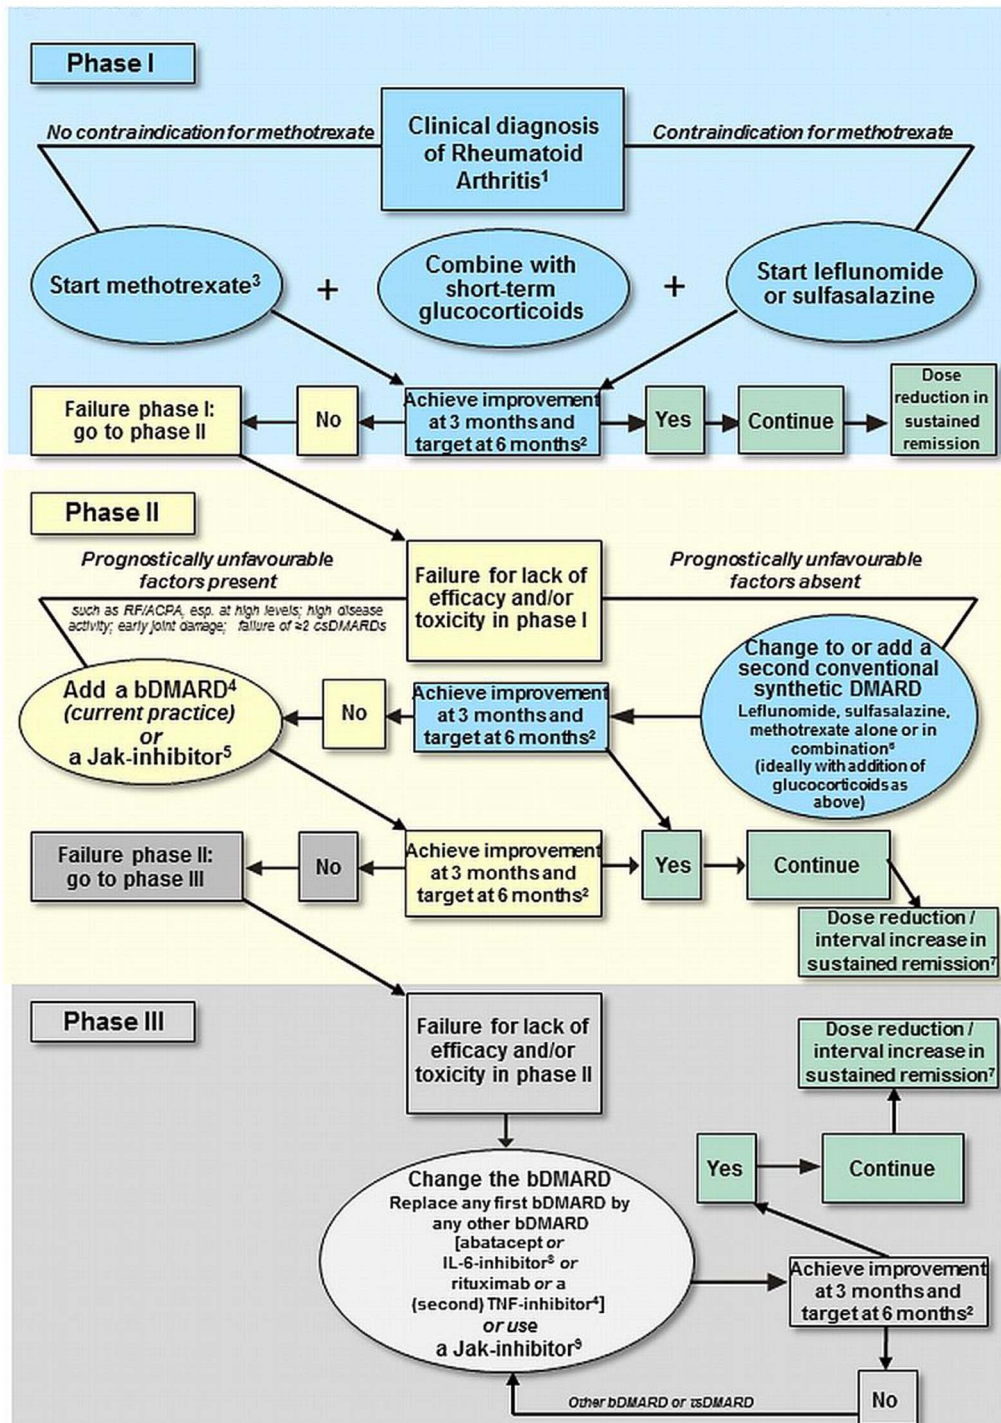 Phase I
Clinical diagnosis
of Rheumatoid
Arthritis¹
No contraindication for methotrexate
Contraindication for methotrexate
Start methotrexate³
+
Combine with
short-term
glucocorticoids
+
Start leflunomide
or sulfasalazine
Failure phase I:
go to phase II
No
Achieve improvement
at 3 months and
target at 6 months²
Yes
Continue
Dose
reduction in
sustained
remission
Phase II
Prognostically unfavourable
factors present
such as RF/ACPA, esp. at high levels; high disease
activity; early joint damage; failure of ≥2 csDMARDs
Failure for lack of
efficacy and/or
toxicity in phase I
Prognostically unfavourable
factors absent
Add a bDMARD⁴
(current practice)
or
a Jak-inhibitor⁵
No
Achieve improvement
at 3 months and
target at 6 months²
Change to or add a
second conventional
synthetic DMARD
Leflunomide, sulfasalazine,
methotrexate alone or in
combination⁶
(ideally with addition of
glucocorticoids as
above)
Failure phase II:
go to phase III
No
Achieve improvement
at 3 months and
target at 6 months²
Yes
Continue
Dose reduction /
interval increase in
sustained remission⁷
Phase III
Failure for lack of
efficacy and/or
toxicity in phase II
Dose reduction /
interval increase in
sustained remission⁷
Yes
Continue
Change the bDMARD
Replace any first bDMARD by
any other bDMARD
[abatacept or
IL-6-inhibitor⁸ or
rituximab or a
(second) TNF-inhibitor⁴]
or use
a Jak-inhibitor⁹
Achieve improvement
at 3 months and
target at 6 months²
No
Other bDMARD or tsDMARD